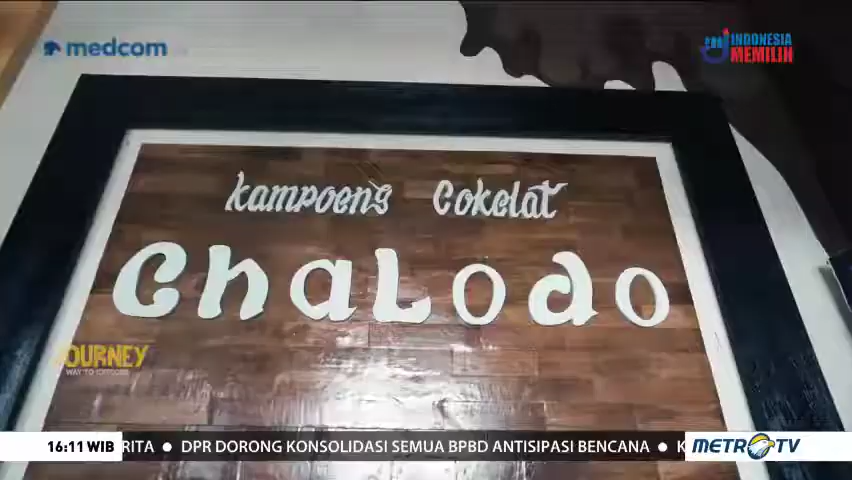 medcom
INDONESIA
MEMILIH
Kampoeng Cokelat
Chalodo
JOURNEY
16:11 WIB
RITA ● DPR DORONG KONSOLIDASI SEMUA BPBD ANTISIPASI BENCANA ● K
METRO TV